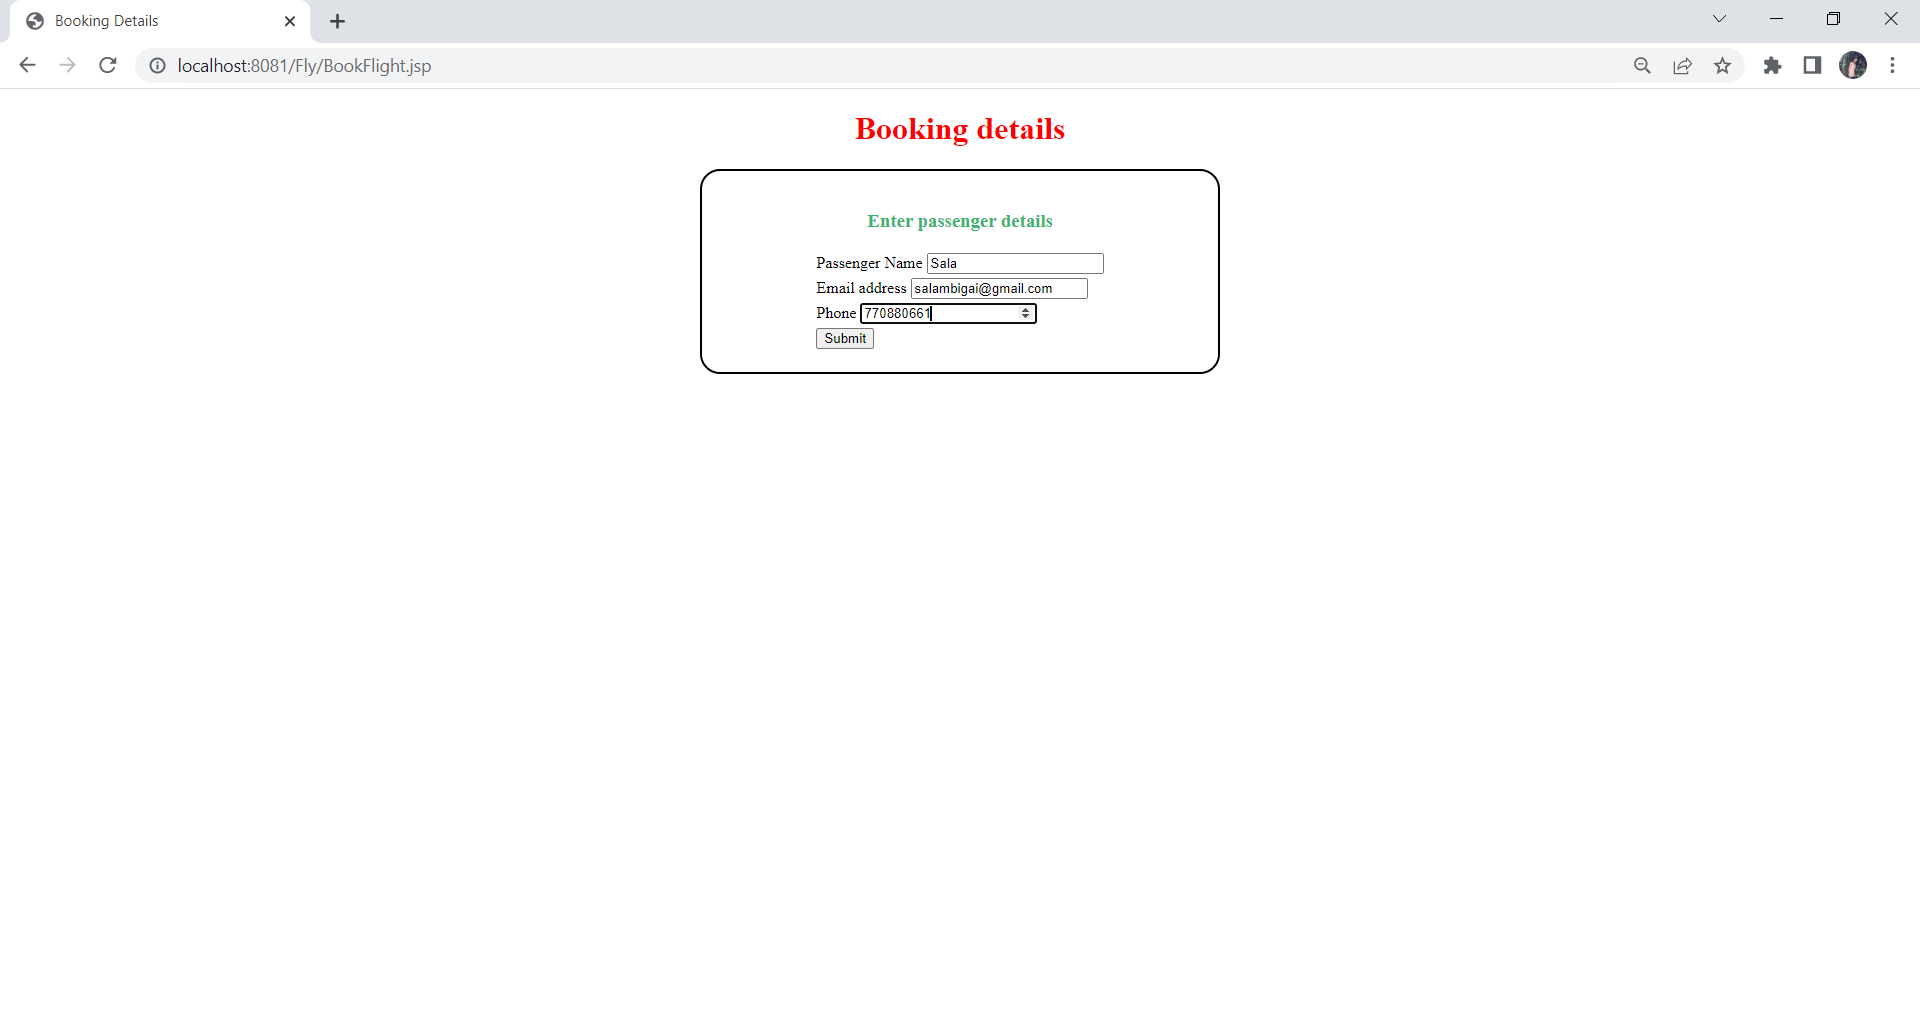 Booking Details
localhost:8081/Fly/BookFlight.jsp
Booking details
Enter passenger details
Passenger Name Sala
Email address salambigai@gmail.com
Phone 770880661
Submit